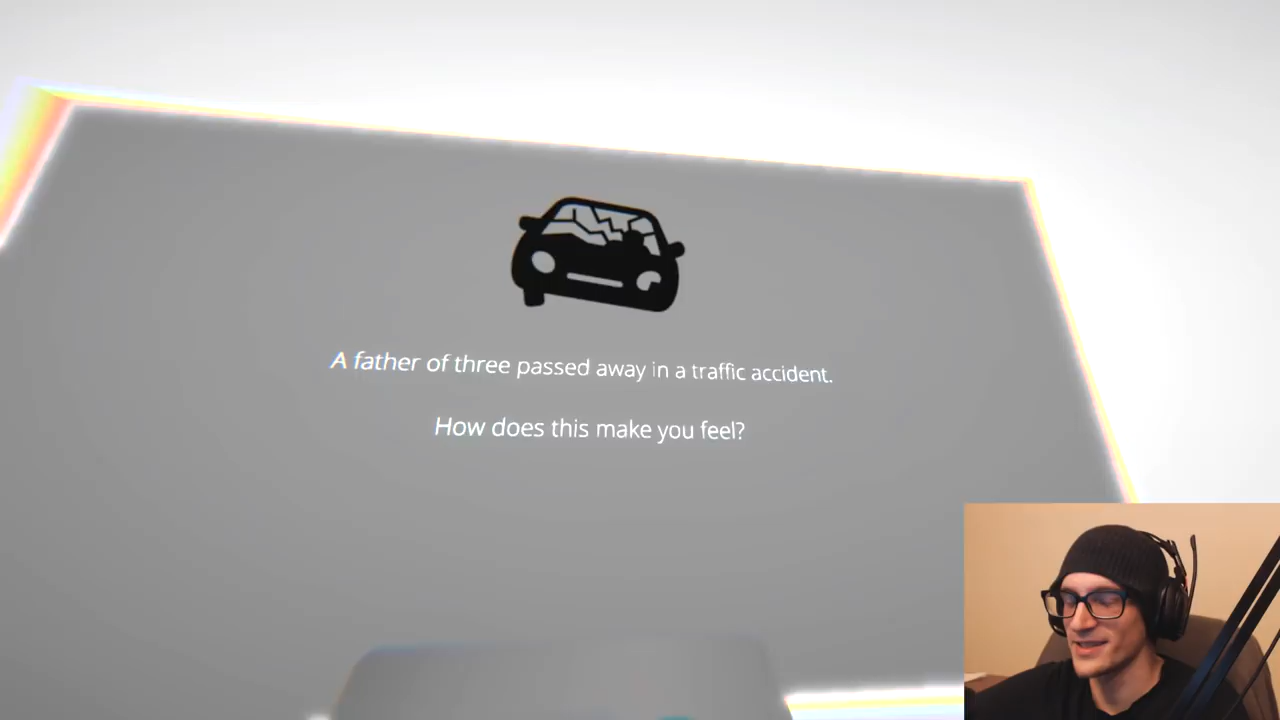 A father of three passed away in a traffic accident.
How does this make you feel?